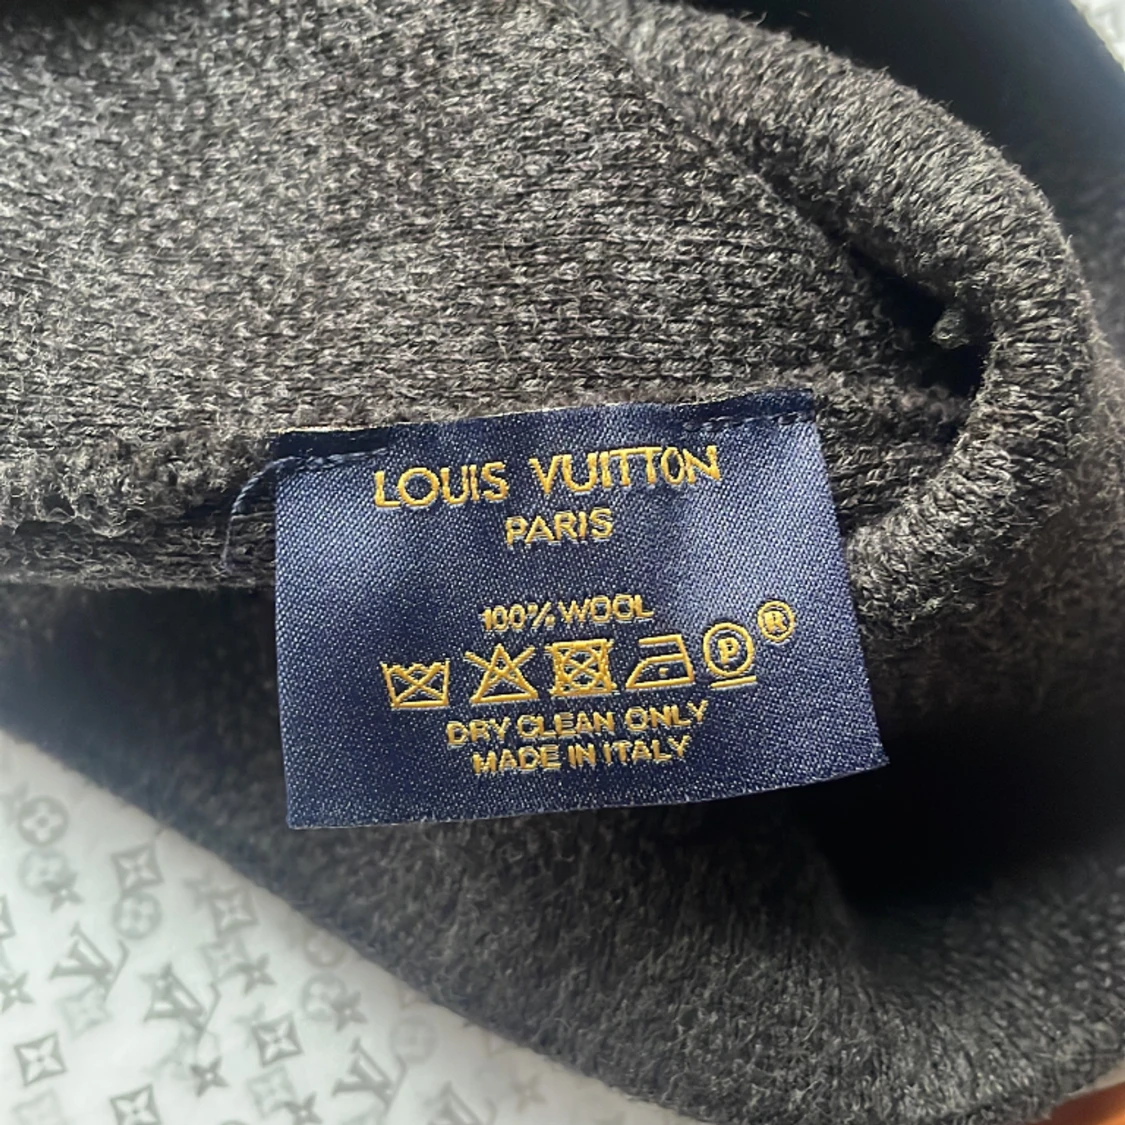 LOUIS VUITTON
PARIS
100% WOOL
P ®
DRY CLEAN ONLY
MADE IN ITALY